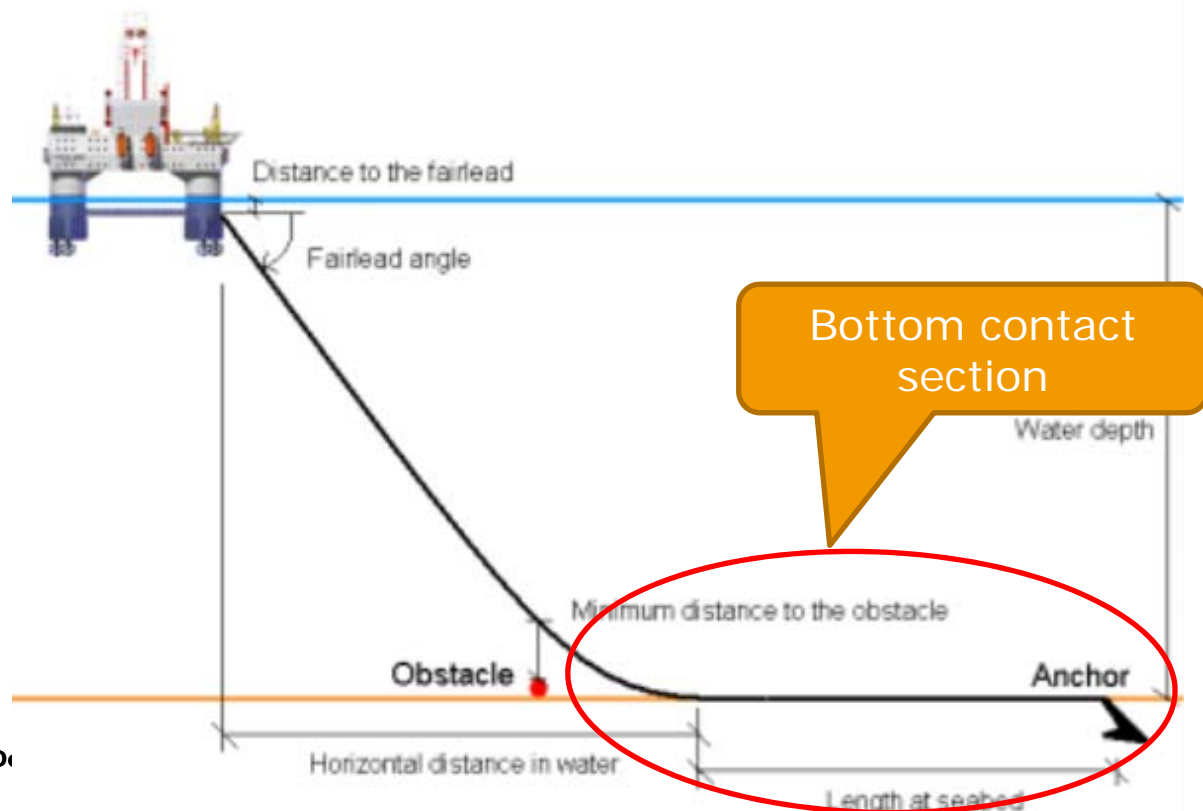 Distance to the fairlead
Fairlead angle
Bottom contact
section
Water depth
Minimum distance to the obstacle
Obstacle
Anchor
Horizontal distance in water
Length at seabed